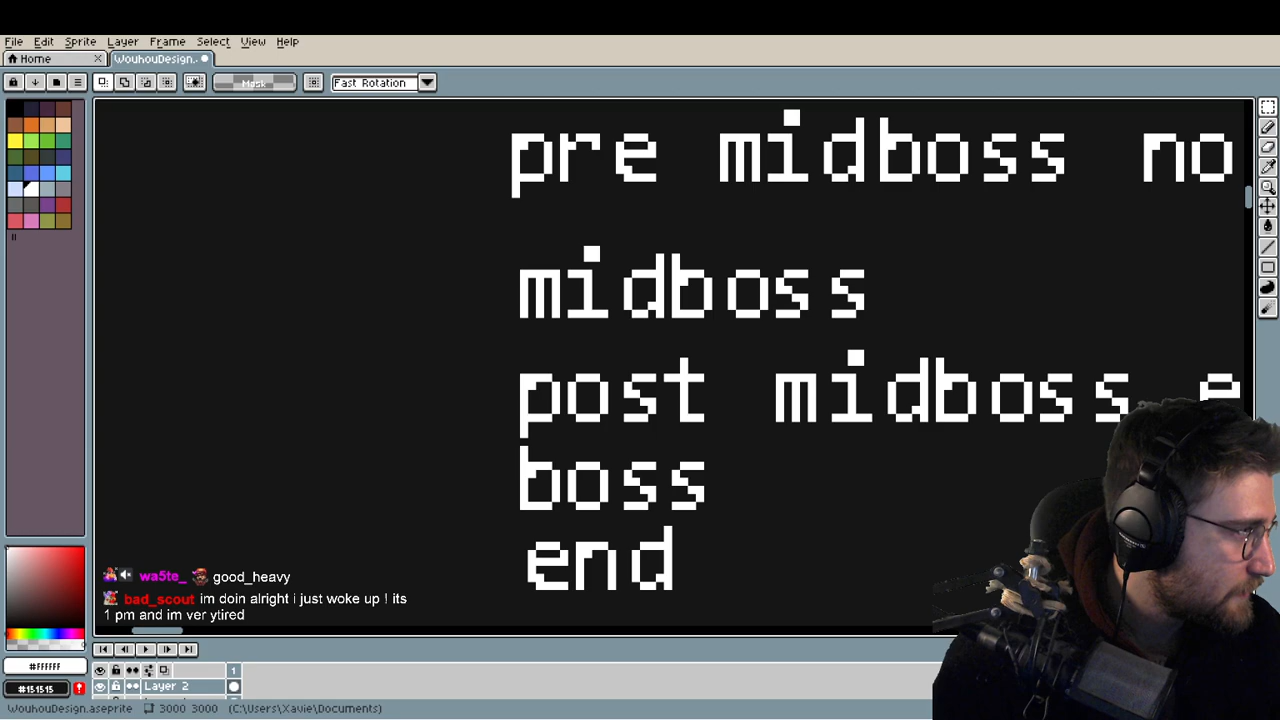 File Edit Sprite Layer Frame Select View Help
Home WouhouDesign.
Mask Fast Rotation
pre midboss no
midboss
post midboss e
boss
end
wa5te_ good_heavy
bad_scout im doin alright i just woke up ! its
1 pm and im ver ytired
#FFFFFF
1
#151515 Layer 2
WouhouDesign.aseprite 3000 3000 (C:\Users\Xavie\Documents)